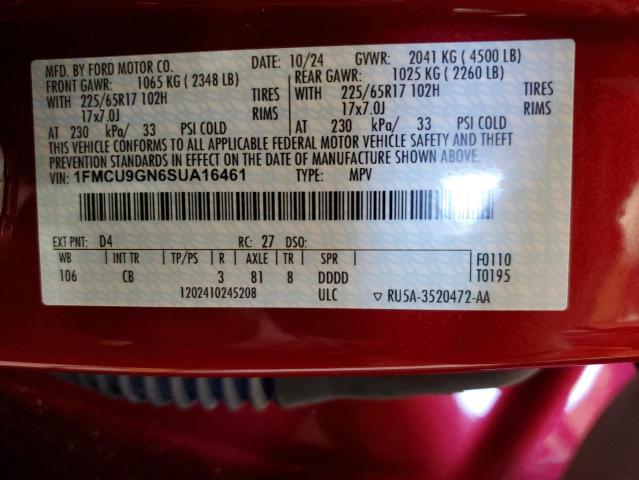 MFD. BY FORD MOTOR CO. DATE: 10/24 GVWR: 2041 KG ( 4500 LB)
FRONT GAWR: 1065 KG ( 2348 LB) REAR GAWR: 1025 KG ( 2260 LB)
WITH 225/65R17 102H TIRES WITH 225/65R17 102H TIRES
17x7.0J RIMS 17x7.0J RIMS
AT 230 kPa/ 33 PSI COLD AT 230 kPa/ 33 PSI COLD
THIS VEHICLE CONFORMS TO ALL APPLICABLE FEDERAL MOTOR VEHICLE SAFETY AND THEFT
PREVENTION STANDARDS IN EFFECT ON THE DATE OF MANUFACTURE SHOWN ABOVE.
VIN: 1FMCU9GN6SUA16461 TYPE: MPV
EXT PNT: D4 RC: 27 DSO: F0110
WB INT TR TP/PS R AXLE TR SPR T0195
106 CB 3 81 8 DDDD
1202410245208 ULC ▽ RU5A-3520472-AA